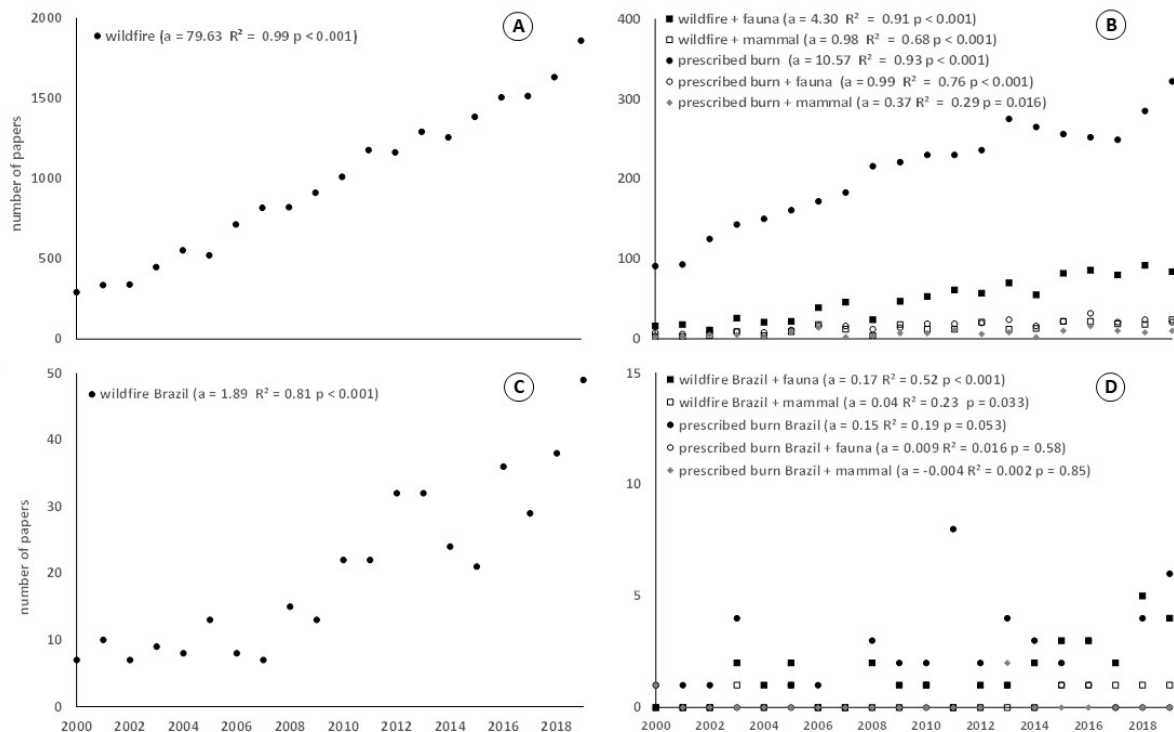 ● wildfire (a = 79.63 R² = 0.99 p < 0.001)
A
number of papers
2000
1500
1000
500
0
■ wildfire + fauna (a = 4.30 R² = 0.91 p < 0.001)
□ wildfire + mammal (a = 0.98 R² = 0.68 p < 0.001)
● prescribed burn (a = 10.57 R² = 0.93 p < 0.001)
○ prescribed burn + fauna (a = 0.99 R² = 0.76 p < 0.001)
◆ prescribed burn + mammal (a = 0.37 R² = 0.29 p = 0.016)
B
400
300
200
100
0
● wildfire Brazil (a = 1.89 R² = 0.81 p < 0.001)
C
number of papers
50
40
30
20
10
0
2000 2002 2004 2006 2008 2010 2012 2014 2016 2018
■ wildfire Brazil + fauna (a = 0.17 R² = 0.52 p < 0.001)
□ wildfire Brazil + mammal (a = 0.04 R² = 0.23 p = 0.033)
● prescribed burn Brazil (a = 0.15 R² = 0.19 p = 0.053)
○ prescribed burn Brazil + fauna (a = 0.009 R² = 0.016 p = 0.58)
◆ prescribed burn Brazil + mammal (a = -0.004 R² = 0.002 p = 0.85)
D
15
10
5
0
2000 2002 2004 2006 2008 2010 2012 2014 2016 2018